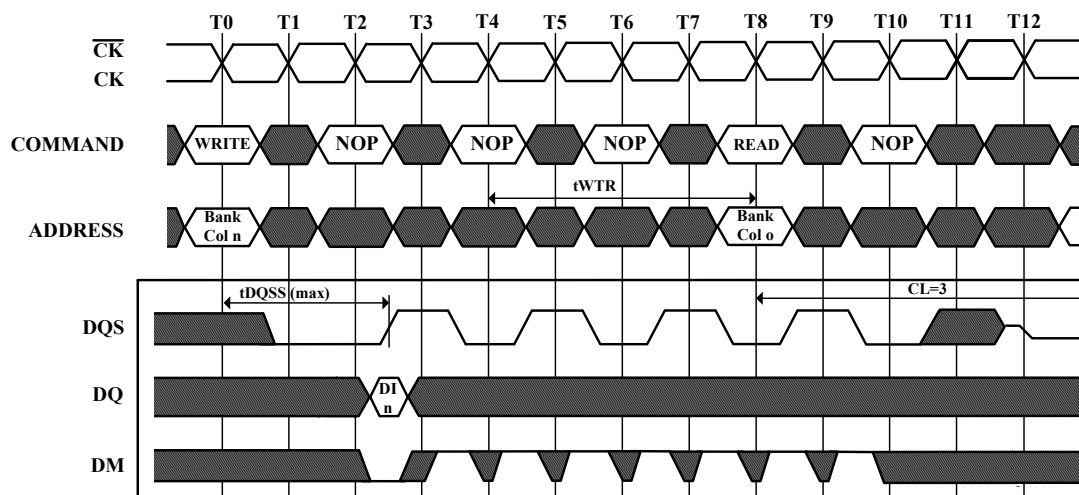 T0 T1 T2 T3 T4 T5 T6 T7 T8 T9 T10 T11 T12
CK
CK
COMMAND WRITE NOP NOP NOP READ NOP
tWTR
ADDRESS Bank Col n Bank Col o
tDQSS (max) CL=3
DQS
DQ DI n
DM